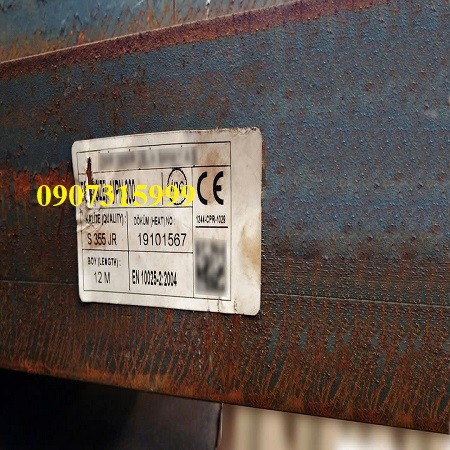 0907315999
CE
KALİTE (QUALITY) :
S 355 JR
DÖKÜM (HEAT) NO :
19101567
1344-CPR-1026
BOY (LENGTH) :
12 M
EN 10025-2:2004